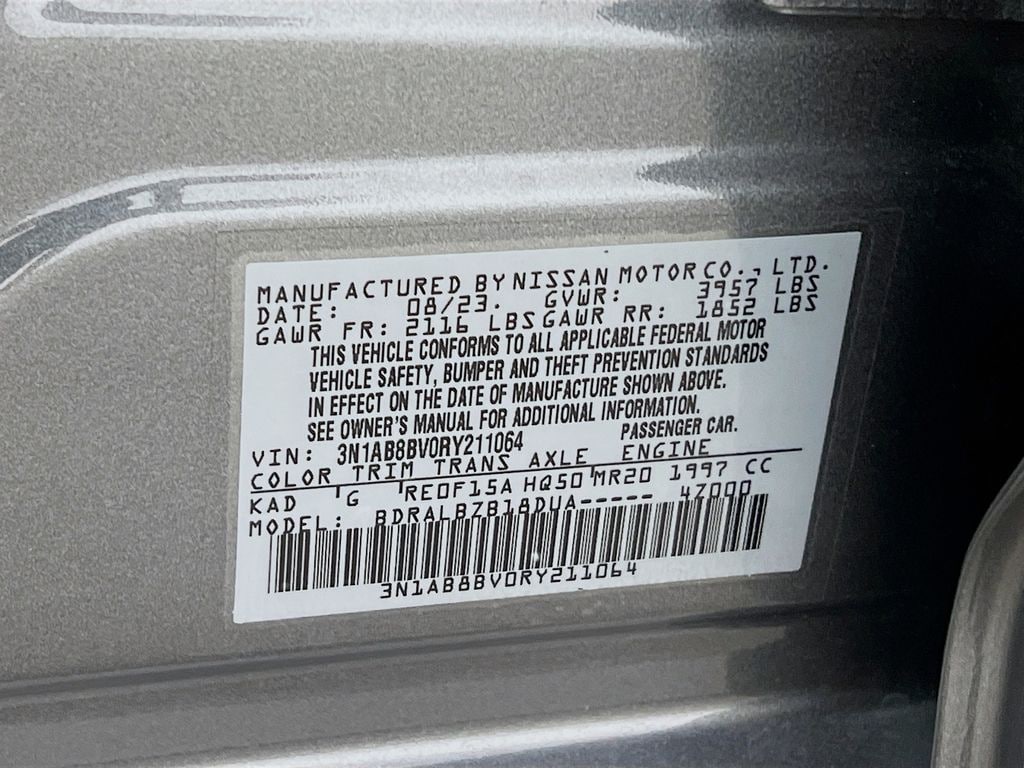 MANUFACTURED BY NISSAN MOTOR CO., LTD.
DATE: 08/23. GVWR: 3957 LBS
GAWR FR: 2116 LBS GAWR RR: 1852 LBS
THIS VEHICLE CONFORMS TO ALL APPLICABLE FEDERAL MOTOR
VEHICLE SAFETY, BUMPER AND THEFT PREVENTION STANDARDS
IN EFFECT ON THE DATE OF MANUFACTURE SHOWN ABOVE.
SEE OWNER'S MANUAL FOR ADDITIONAL INFORMATION.
PASSENGER CAR.
VIN: 3N1AB8BV0RY211064
COLOR TRIM TRANS AXLE ENGINE
KAD G RE0F15A HQ50 MR20 1997 CC
MODEL: BDRALBZB18DUA----- 47000
3N1AB8BV0RY211064